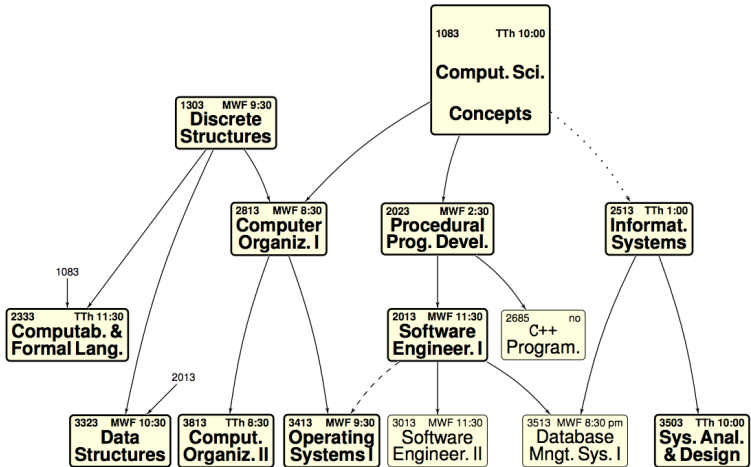 1083 TTh 10:00
Comput. Sci.
Concepts
1303 MWF 9:30
Discrete
Structures
2813 MWF 8:30
Computer
Organiz. I
2023 MWF 2:30
Procedural
Prog. Devel.
2513 TTh 1:00
Informat.
Systems
1083
2333 TTh 11:30
Computab. &
Formal Lang.
2013 MWF 11:30
Software
Engineer. I
2685 no
C++
Program.
2013
3323 MWF 10:30
Data
Structures
3813 TTh 8:30
Comput.
Organiz. II
3413 MWF 9:30
Operating
Systems I
3013 MWF 11:30
Software
Engineer. II
3513 MWF 8:30 pm
Database
Mngt. Sys. I
3503 TTh 10:00
Sys. Anal.
& Design